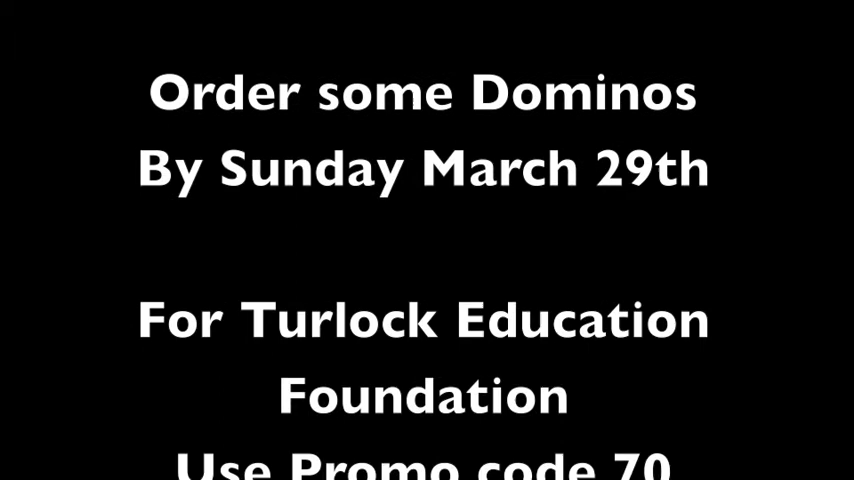 Order some Dominos
By Sunday March 29th
For Turlock Education
Foundation
Use Promo code 70